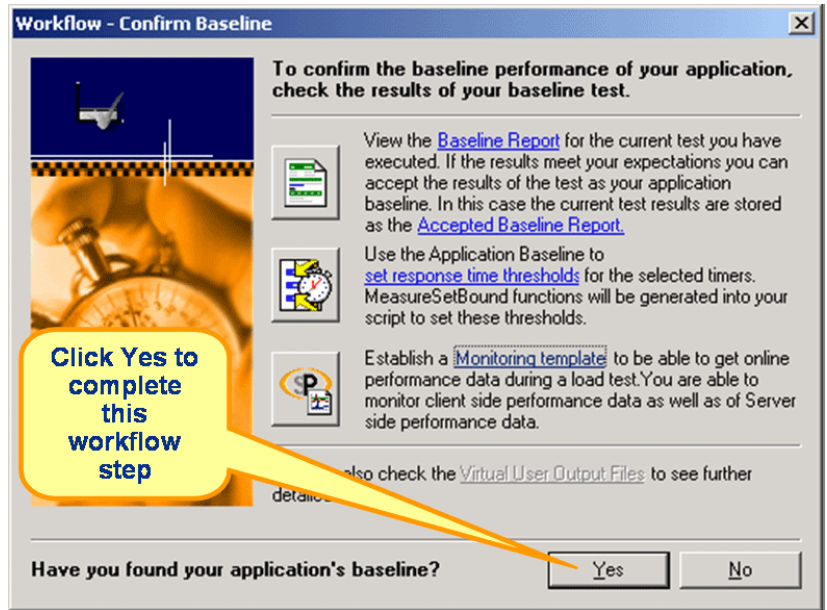 Workflow - Confirm Baseline
To confirm the baseline performance of your application,
check the results of your baseline test.
View the Baseline Report for the current test you have
executed. If the results meet your expectations you can
accept the results of the test as your application
baseline. In this case the current test results are stored
as the Accepted Baseline Report.
Use the Application Baseline to
set response time thresholds for the selected timers.
MeasureSetBound functions will be generated into your
script to set these thresholds.
Establish a Monitoring template to be able to get online
performance data during a load test.You are able to
monitor client side performance data as well as of Server
side performance data.
Click Yes to
complete
this
workflow
step
also check the Virtual User Output Files to see further
Have you found your application's baseline?
Yes
No